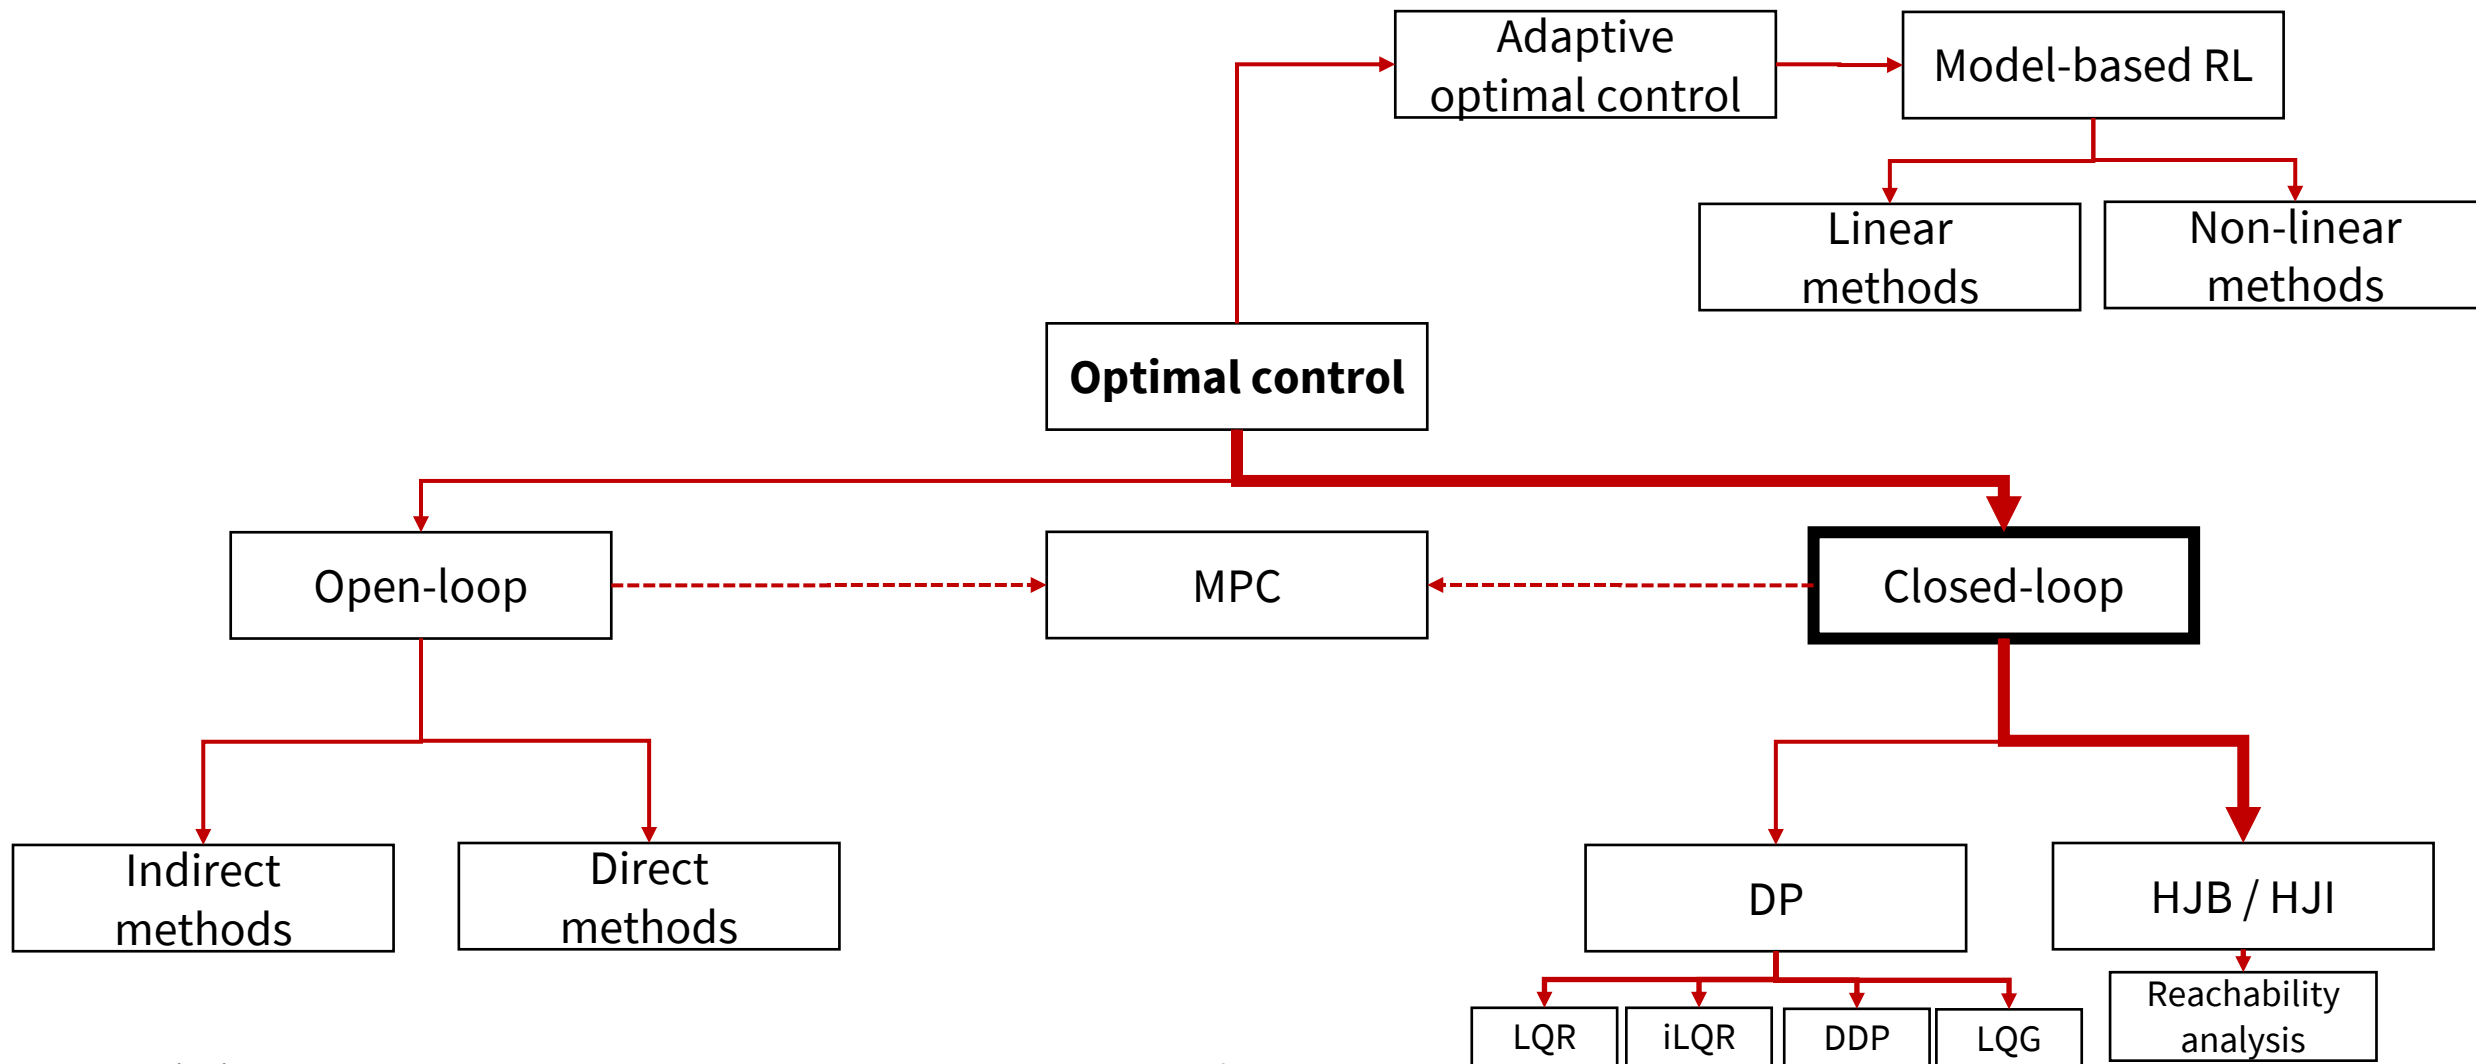 Adaptive
optimal control
Model-based RL
Linear
methods
Non-linear
methods
Optimal control
Open-loop
MPC
Closed-loop
Indirect
methods
Direct
methods
DP
HJB / HJI
LQR
iLQR
DDP
LQG
Reachability
analysis